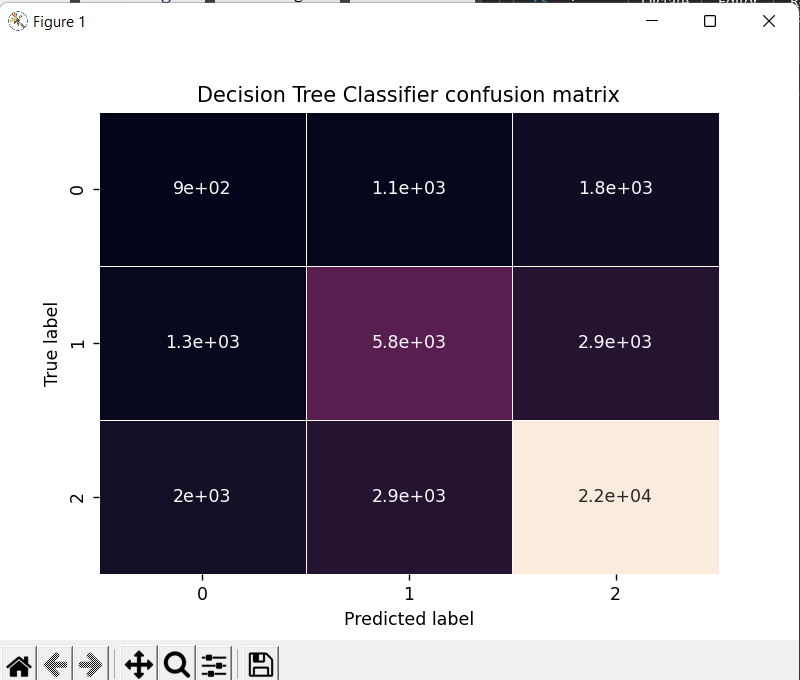 Figure 1
Decision Tree Classifier confusion matrix
0 9e+02 1.1e+03 1.8e+03
1 1.3e+03 5.8e+03 2.9e+03
2 2e+03 2.9e+03 2.2e+04
True label
0 1 2
Predicted label